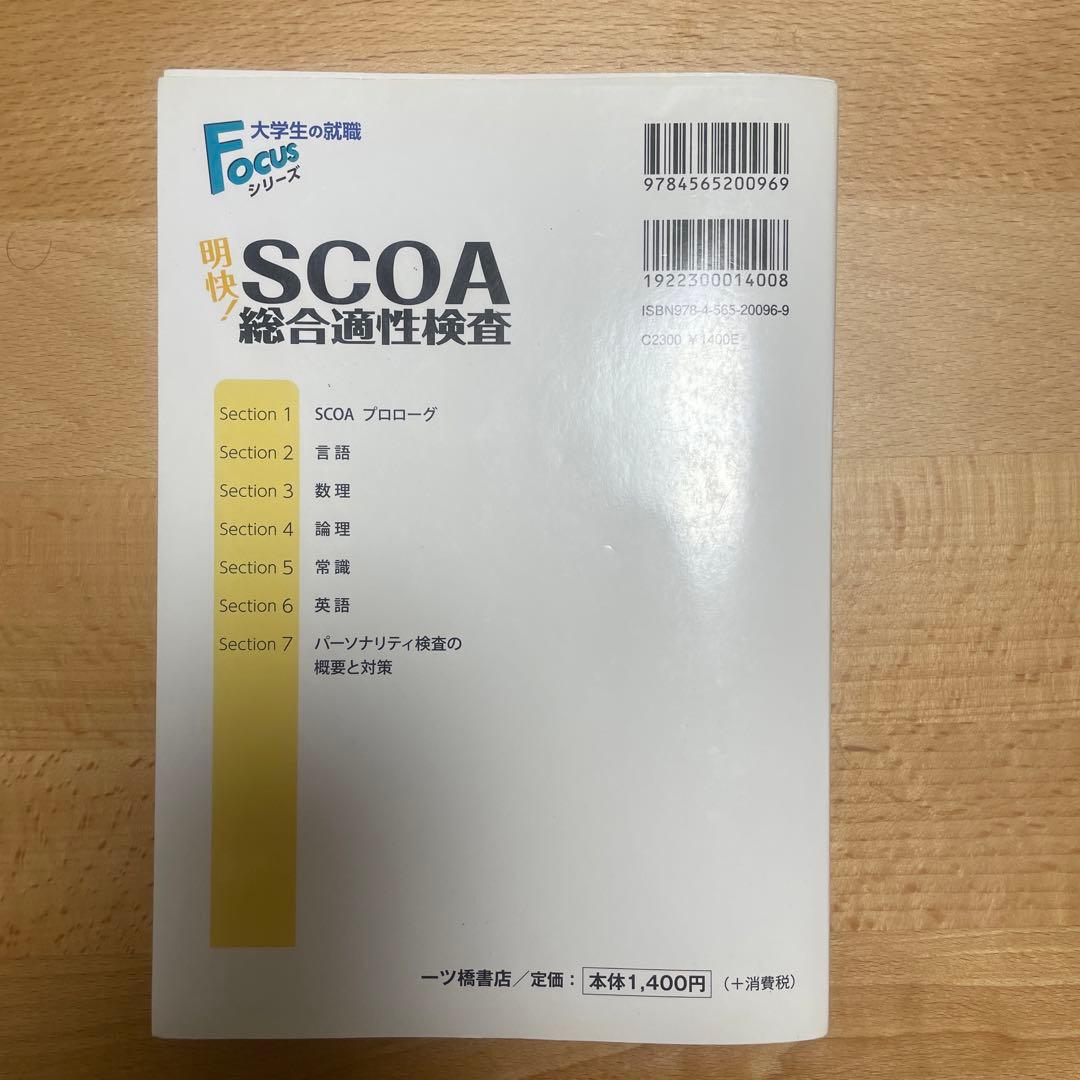 大学生の就職
Focus
シリーズ
9784565200969
1922300014008
ISBN978-4-565-20096-9
C2300 ¥1400E
明快!
SCOA
総合適性検査
Section 1 SCOA プロローグ
Section 2 言語
Section 3 数理
Section 4 論理
Section 5 常識
Section 6 英語
Section 7 パーソナリティ検査の
概要と対策
一ツ橋書店／定価：本体1,400円（＋消費税）